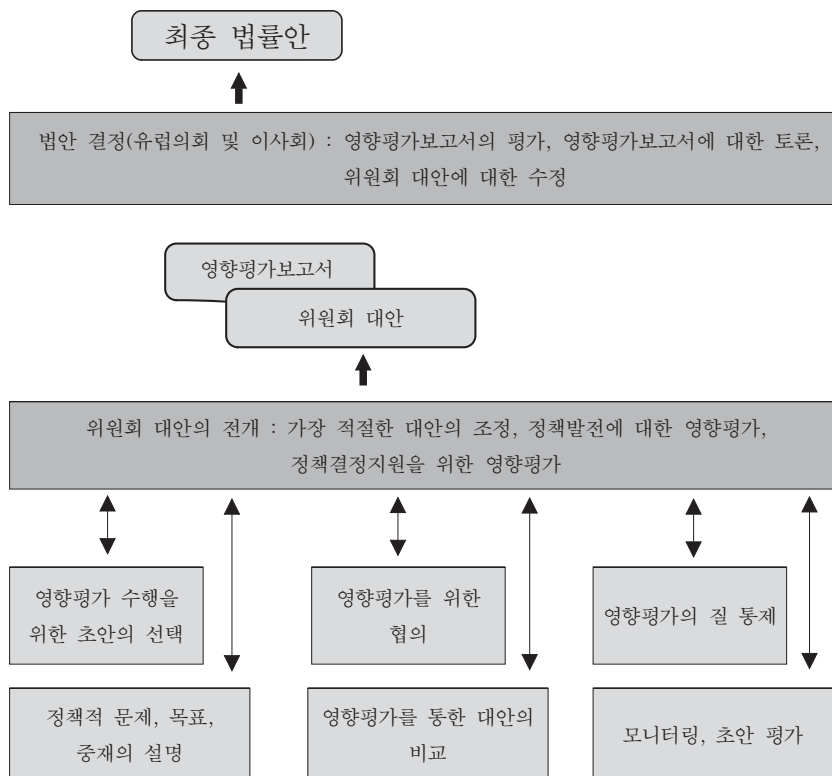 최종 법률안
법안 결정(유럽의회 및 이사회) : 영향평가보고서의 평가, 영향평가보고서에 대한 토론,
위원회 대안에 대한 수정
영향평가보고서
위원회 대안
위원회 대안의 전개 : 가장 적절한 대안의 조정, 정책발전에 대한 영향평가,
정책결정지원을 위한 영향평가
영향평가 수행을
위한 초안의 선택
영향평가를 위한
협의
영향평가의 질 통제
정책적 문제, 목표,
중재의 설명
영향평가를 통한 대안의
비교
모니터링, 초안 평가